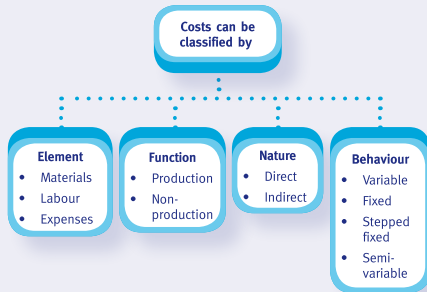 Costs can be
classified by
Element
• Materials
• Labour
• Expenses
Function
• Production
• Non-
production
Nature
• Direct
• Indirect
Behaviour
• Variable
• Fixed
• Stepped
fixed
• Semi-
variable